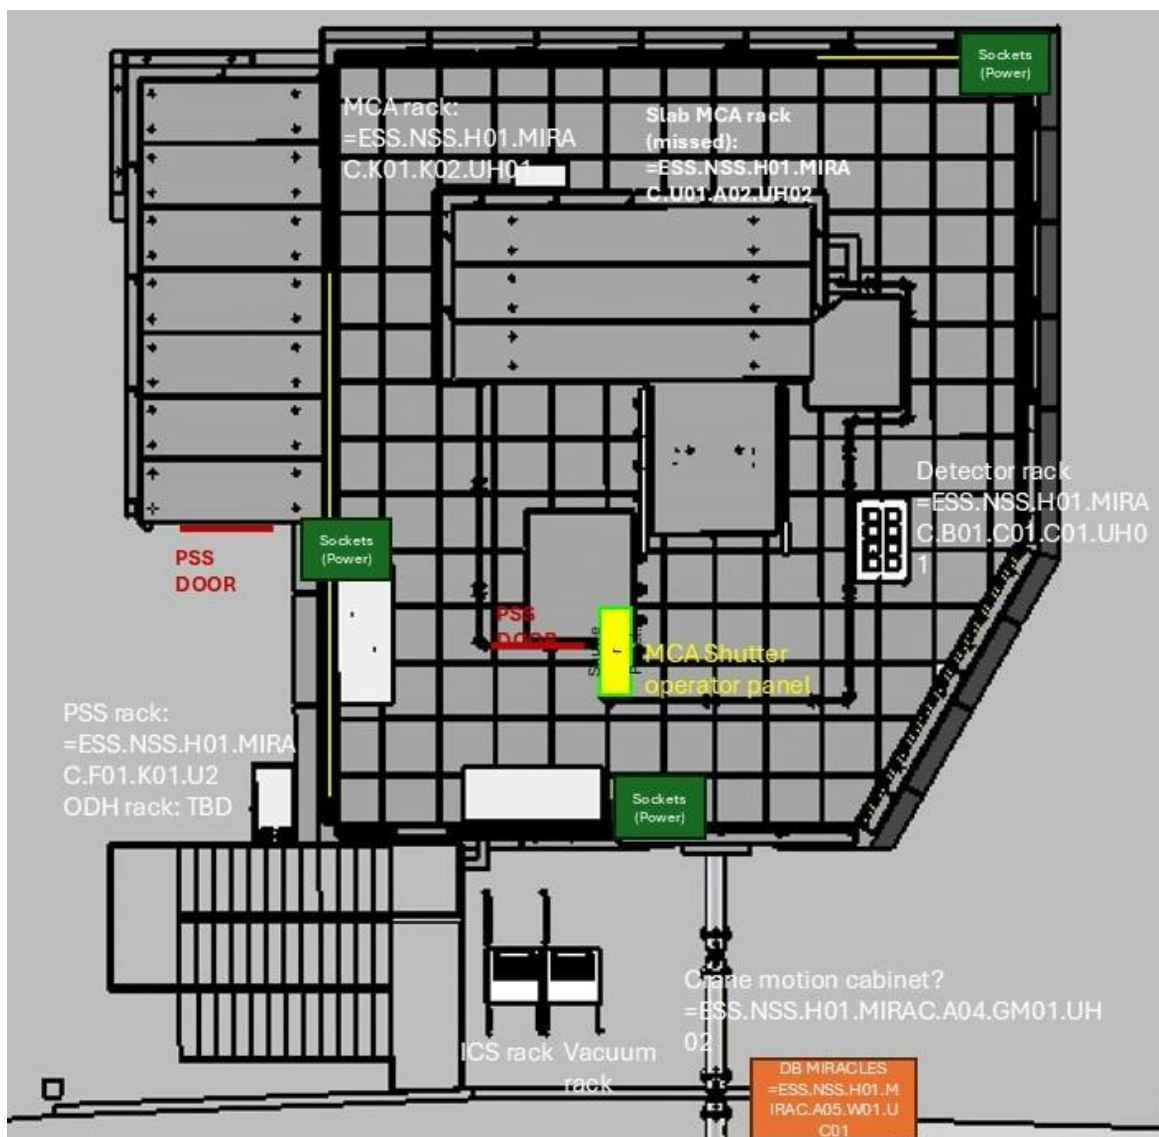 Sockets
(Power)
MCA rack:
=ESS.NSS.H01.MIRA
C.K01.K02.UH01
Slab MCA rack
(missed):
=ESS.NSS.H01.MIRA
C.U01.A02.UH02
Detector rack
=ESS.NSS.H01.MIRA
C.B01.C01.C01.UH0
1
Sockets
(Power)
PSS
DOOR
PSS
DOOR
MCA Shutter
operator panel
PSS rack:
=ESS.NSS.H01.MIRA
C.F01.K01.U2
ODH rack: TBD
Sockets
(Power)
Crane motion cabinet?
=ESS.NSS.H01.MIRAC.A04.GM01.UH
02
ICS rack
Vacuum
rack
DB MIRACLES
=ESS.NSS.H01.M
IRAC.A05.W01.U
C01